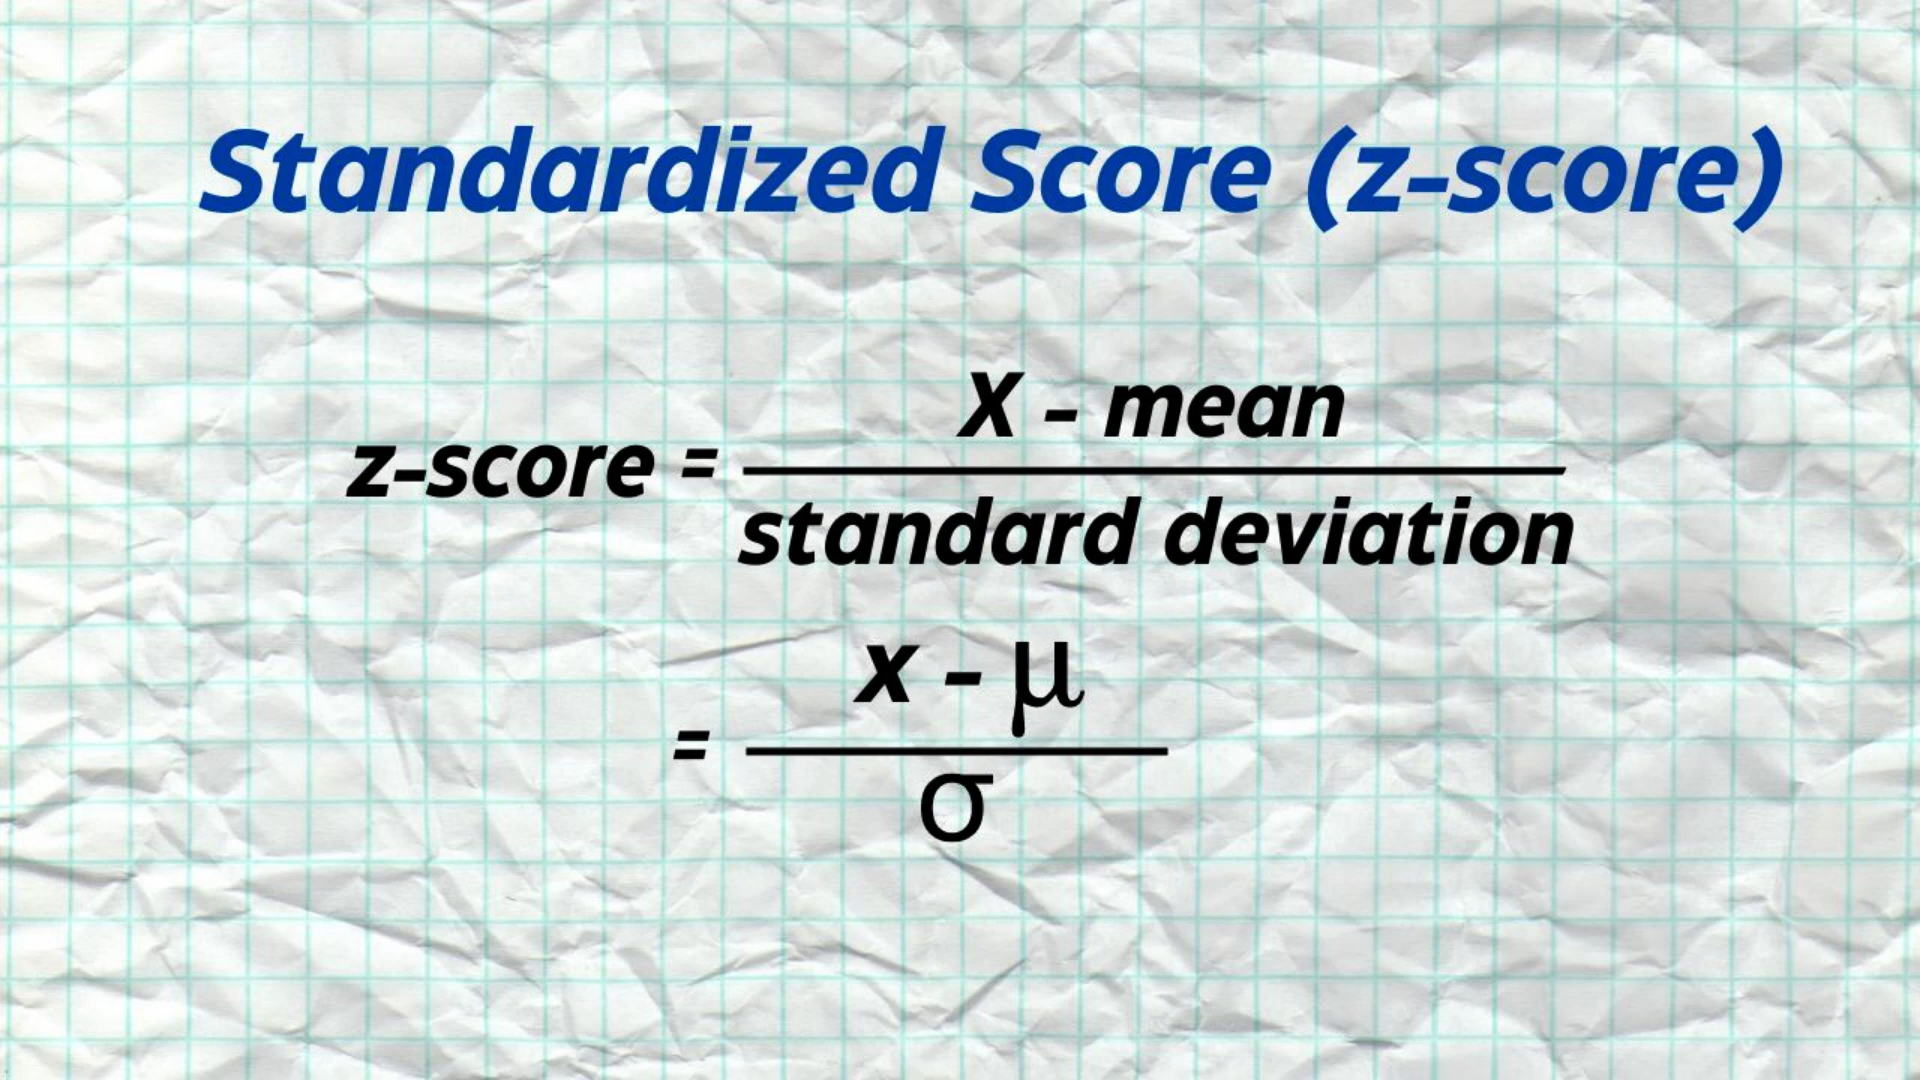 Standardized Score (z-score)
X - mean
z-score =
standard deviation
x - μ
=
σ